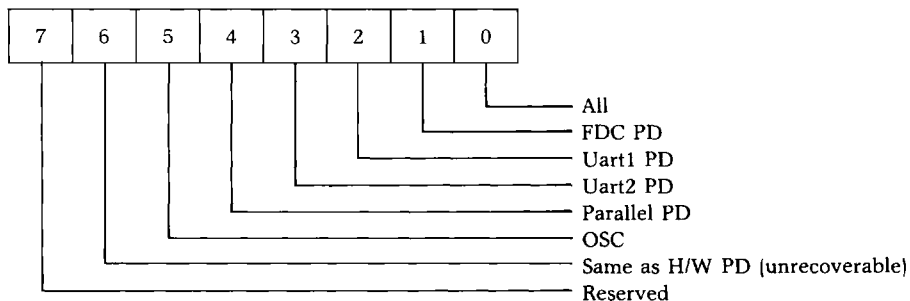 7 6 5 4 3 2 1 0
All
FDC PD
Uart1 PD
Uart2 PD
Parallel PD
OSC
Same as H/W PD (unrecoverable)
Reserved